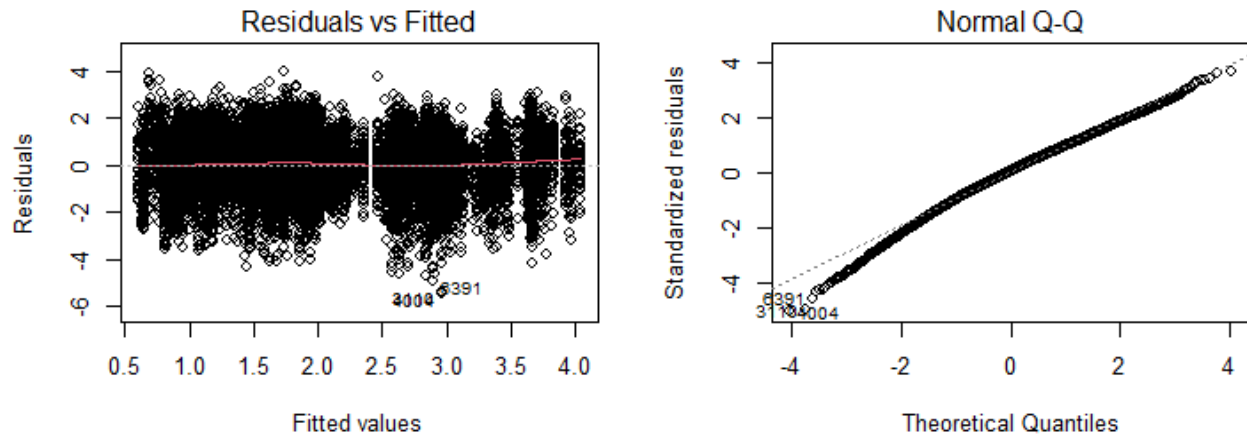 Residuals vs Fitted
Residuals
4
2
0
-2
-4
-6
6391
4004
0.5 1.0 1.5 2.0 2.5 3.0 3.5 4.0
Fitted values
Normal Q-Q
Standardized residuals
4
2
0
-2
-4
6391
4004
-4 -2 0 2 4
Theoretical Quantiles